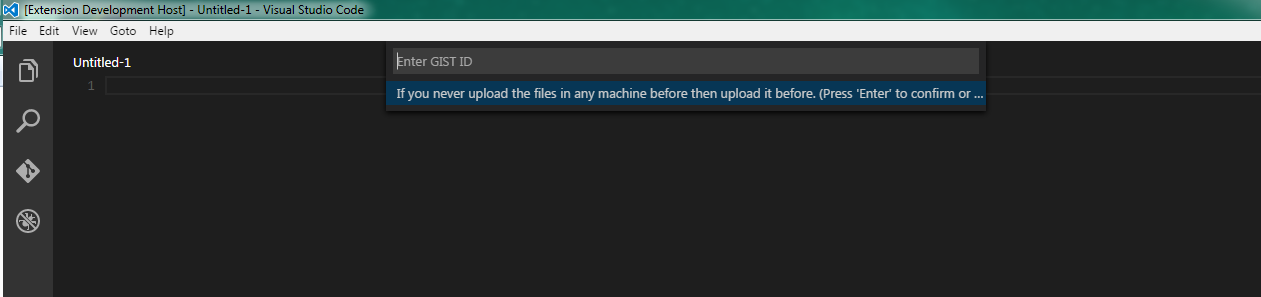 [Extension Development Host] - Untitled-1 - Visual Studio Code
File Edit View Goto Help
Untitled-1
Enter GIST ID
1
If you never upload the files in any machine before then upload it before. (Press 'Enter' to confirm or ...